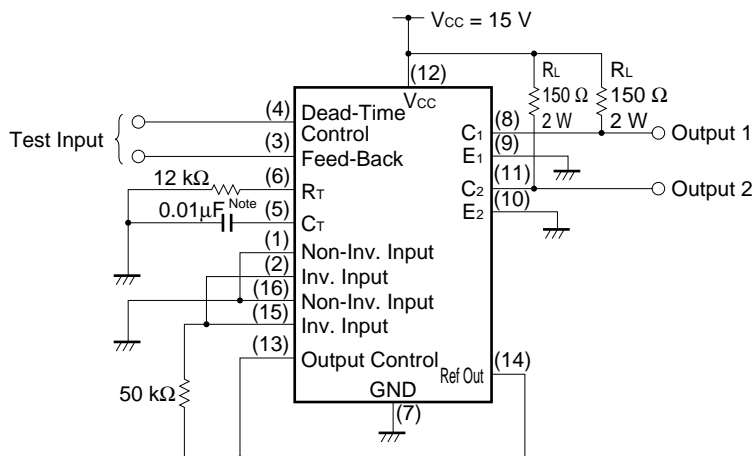 VCC = 15 V
(12)
VCC
RL
150 Ω
2 W
RL
150 Ω
2 W
Test Input
(4)
Dead-Time
Control
(3)
Feed-Back
(6)
12 kΩ
RT
(5)
0.01μF Note
CT
(1)
Non-Inv. Input
(2)
Inv. Input
(16)
Non-Inv. Input
(15)
Inv. Input
(13)
Output Control
50 kΩ
(8)
C1
Output 1
(9)
E1
(11)
C2
Output 2
(10)
E2
(14)
Ref Out
GND
(7)